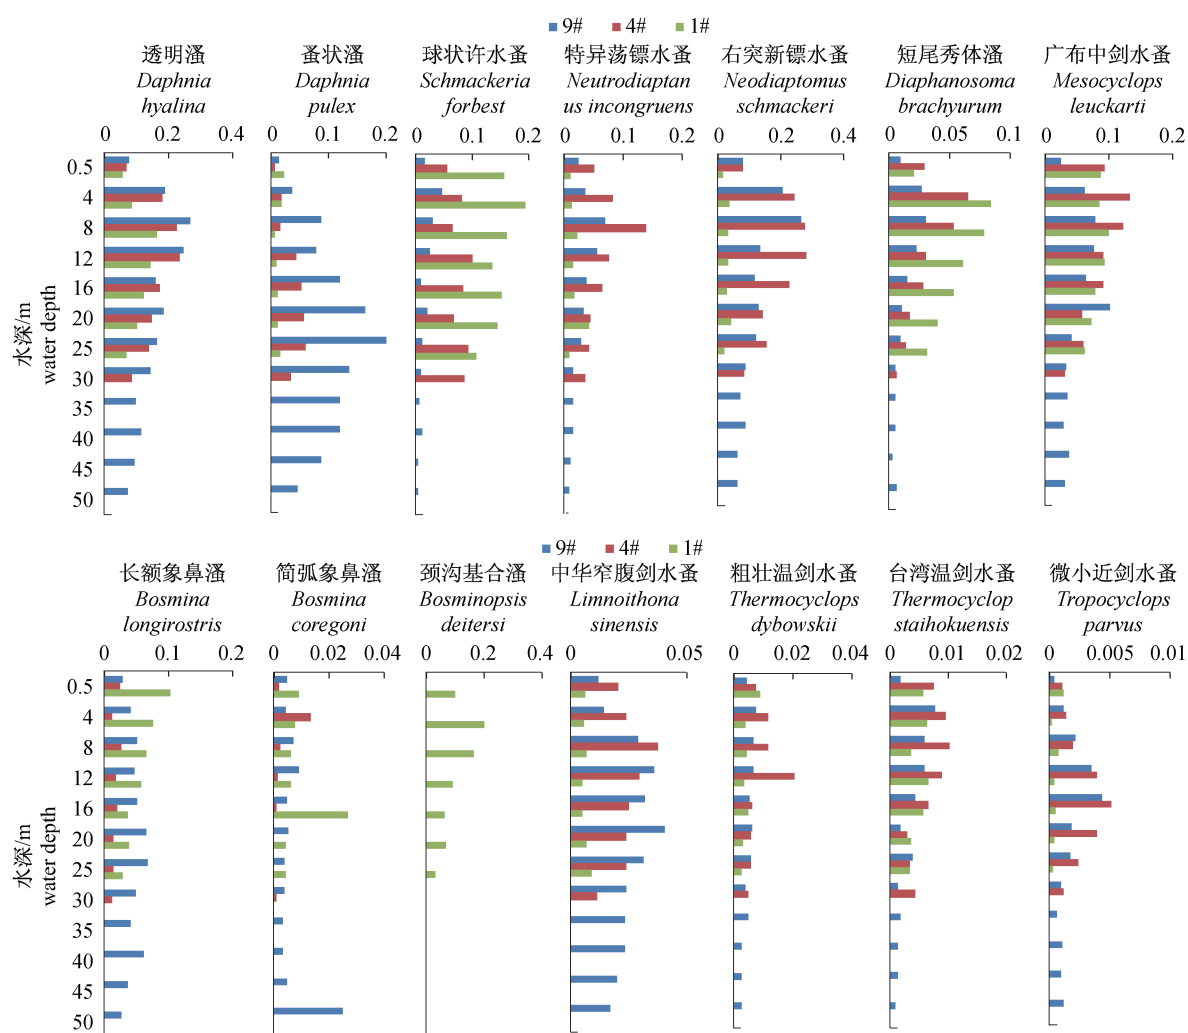 9# 4# 1#
透明溞 蚤状溞 球状许水蚤 特异荡镖水蚤 右突新镖水蚤 短尾秀体溞 广布中剑水蚤
Daphnia Daphnia Schmackeria Neutrodiaptan Neodiaptomus Diaphanosoma Mesocyclops
hyalina pulex forbest us incongruens schmackeri brachyurum leuckarti
0 0.2 0.4 0 0.1 0.2 0 0.1 0.2 0 0.1 0.2 0 0.2 0.4 0 0.05 0.1 0 0.1 0.2
0.5
4
8
12
16
20
25
30
35
40
45
50
水深/m
water depth
9# 4# 1#
长额象鼻溞 简弧象鼻溞 颈沟基合溞 中华窄腹剑水蚤 粗壮温剑水蚤 台湾温剑水蚤 微小近剑水蚤
Bosmina Bosmina Bosminopsis Limnoithona Thermocyclops Thermocyclop Tropocyclops
longirostris coregoni deitersi sinensis dybowskii staihokuensis parvus
0 0.1 0.2 0 0.02 0.04 0 0.2 0.4 0 0.05 0 0.02 0.04 0 0.01 0.02 0 0.005 0.01
0.5
4
8
12
16
20
25
30
35
40
45
50
水深/m
water depth